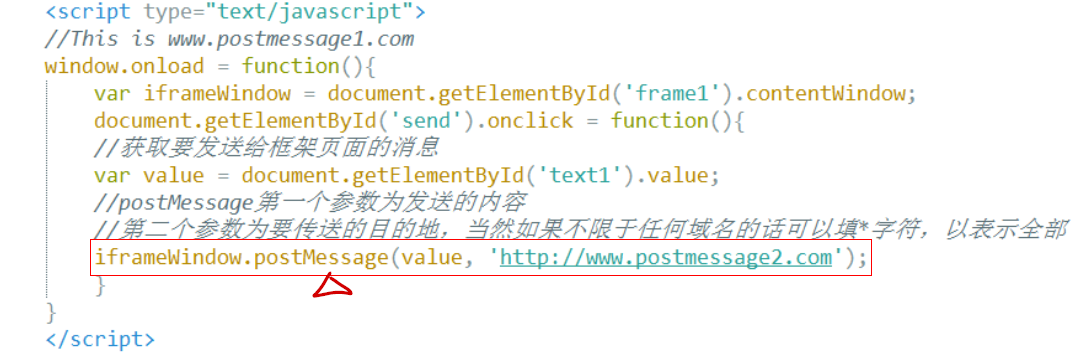 <script type="text/javascript">
//This is www.postmessage1.com
window.onload = function(){
var iframeWindow = document.getElementById('frame1').contentWindow;
document.getElementById('send').onclick = function(){
//获取要发送给框架页面的消息
var value = document.getElementById('text1').value;
//postMessage第一个参数为发送的内容
//第二个参数为要传送的目的地，当然如果不限于任何域名的话可以填*字符，以表示全部
iframeWindow.postMessage(value, 'http://www.postmessage2.com');
}
}
</script>